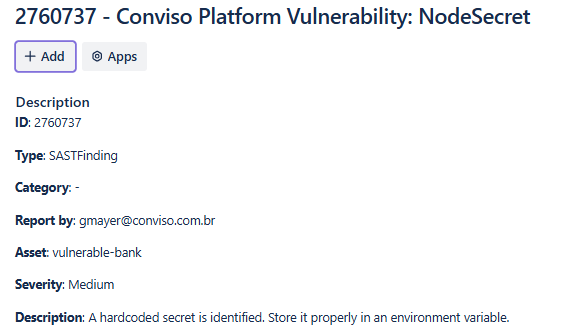 2760737 - Conviso Platform Vulnerability: NodeSecret
+ Add
Apps
Description
ID: 2760737
Type: SASTFinding
Category: -
Report by: gmayer@conviso.com.br
Asset: vulnerable-bank
Severity: Medium
Description: A hardcoded secret is identified. Store it properly in an environment variable.